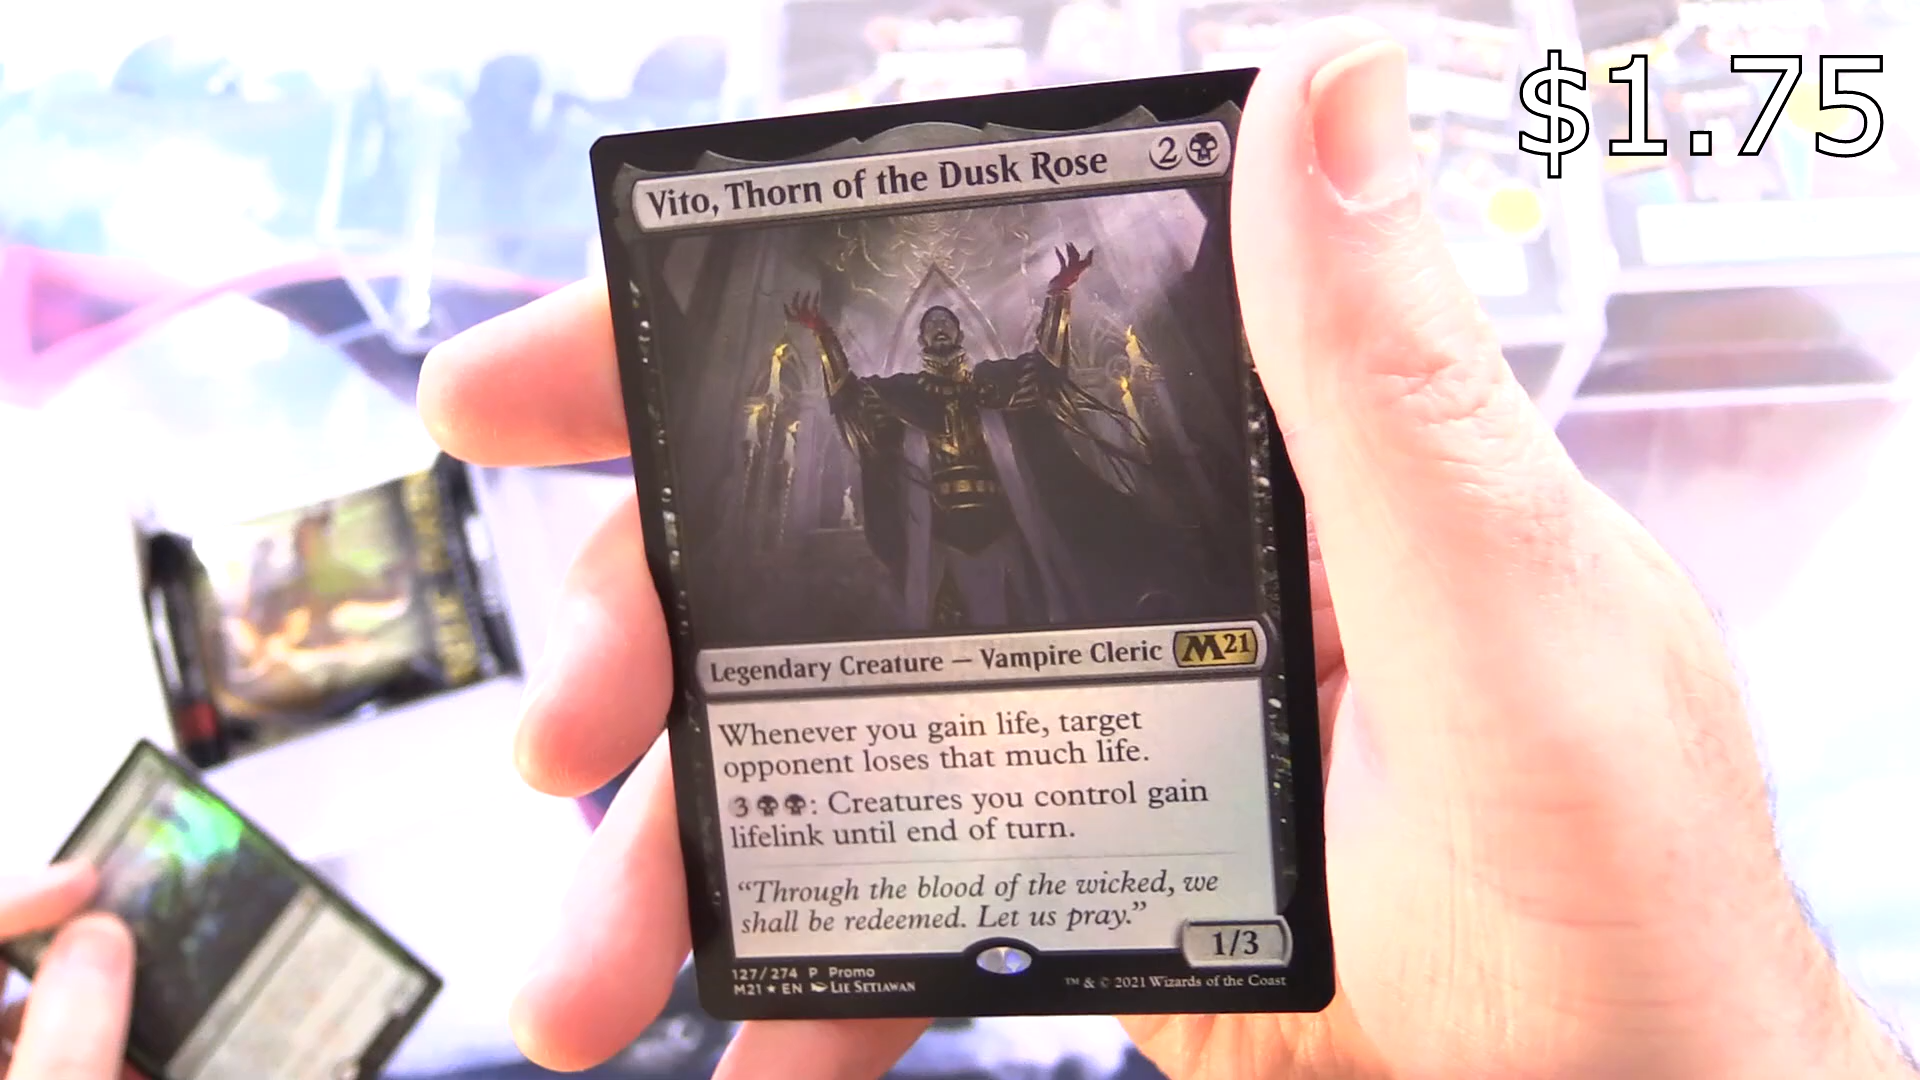 $1.75
Vito, Thorn of the Dusk Rose 2
Legendary Creature — Vampire Cleric M21
Whenever you gain life, target
opponent loses that much life.
3: Creatures you control gain
lifelink until end of turn.
“Through the blood of the wicked, we
shall be redeemed. Let us pray.”
1/3
127/274 P Promo
M21 ★ EN Lie Setiawan
™ & © 2021 Wizards of the Coast